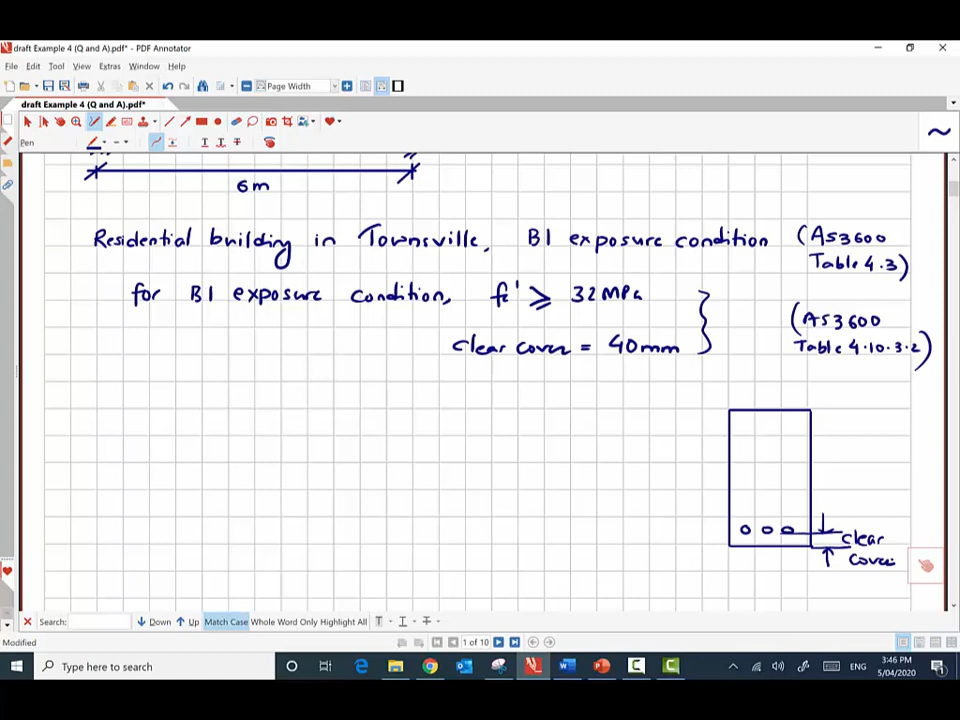 draft Example 4 (Q and A).pdf* - PDF Annotator
File Edit Tool View Extras Window Help
Page Width
draft Example 4 (Q and A).pdf*
Pen
6m
Residential building in Townsville, B1 exposure condition (AS3600
Table 4.3)
for B1 exposure condition, fc' ≥ 32MPa
(AS3600
clear cover = 40mm
Table 4.10.3.2)
clear
cover
Search: Down Up Match Case Whole Word Only Highlight All
Modified
1 of 10
Type here to search
ENG
3:46 PM
5/04/2020